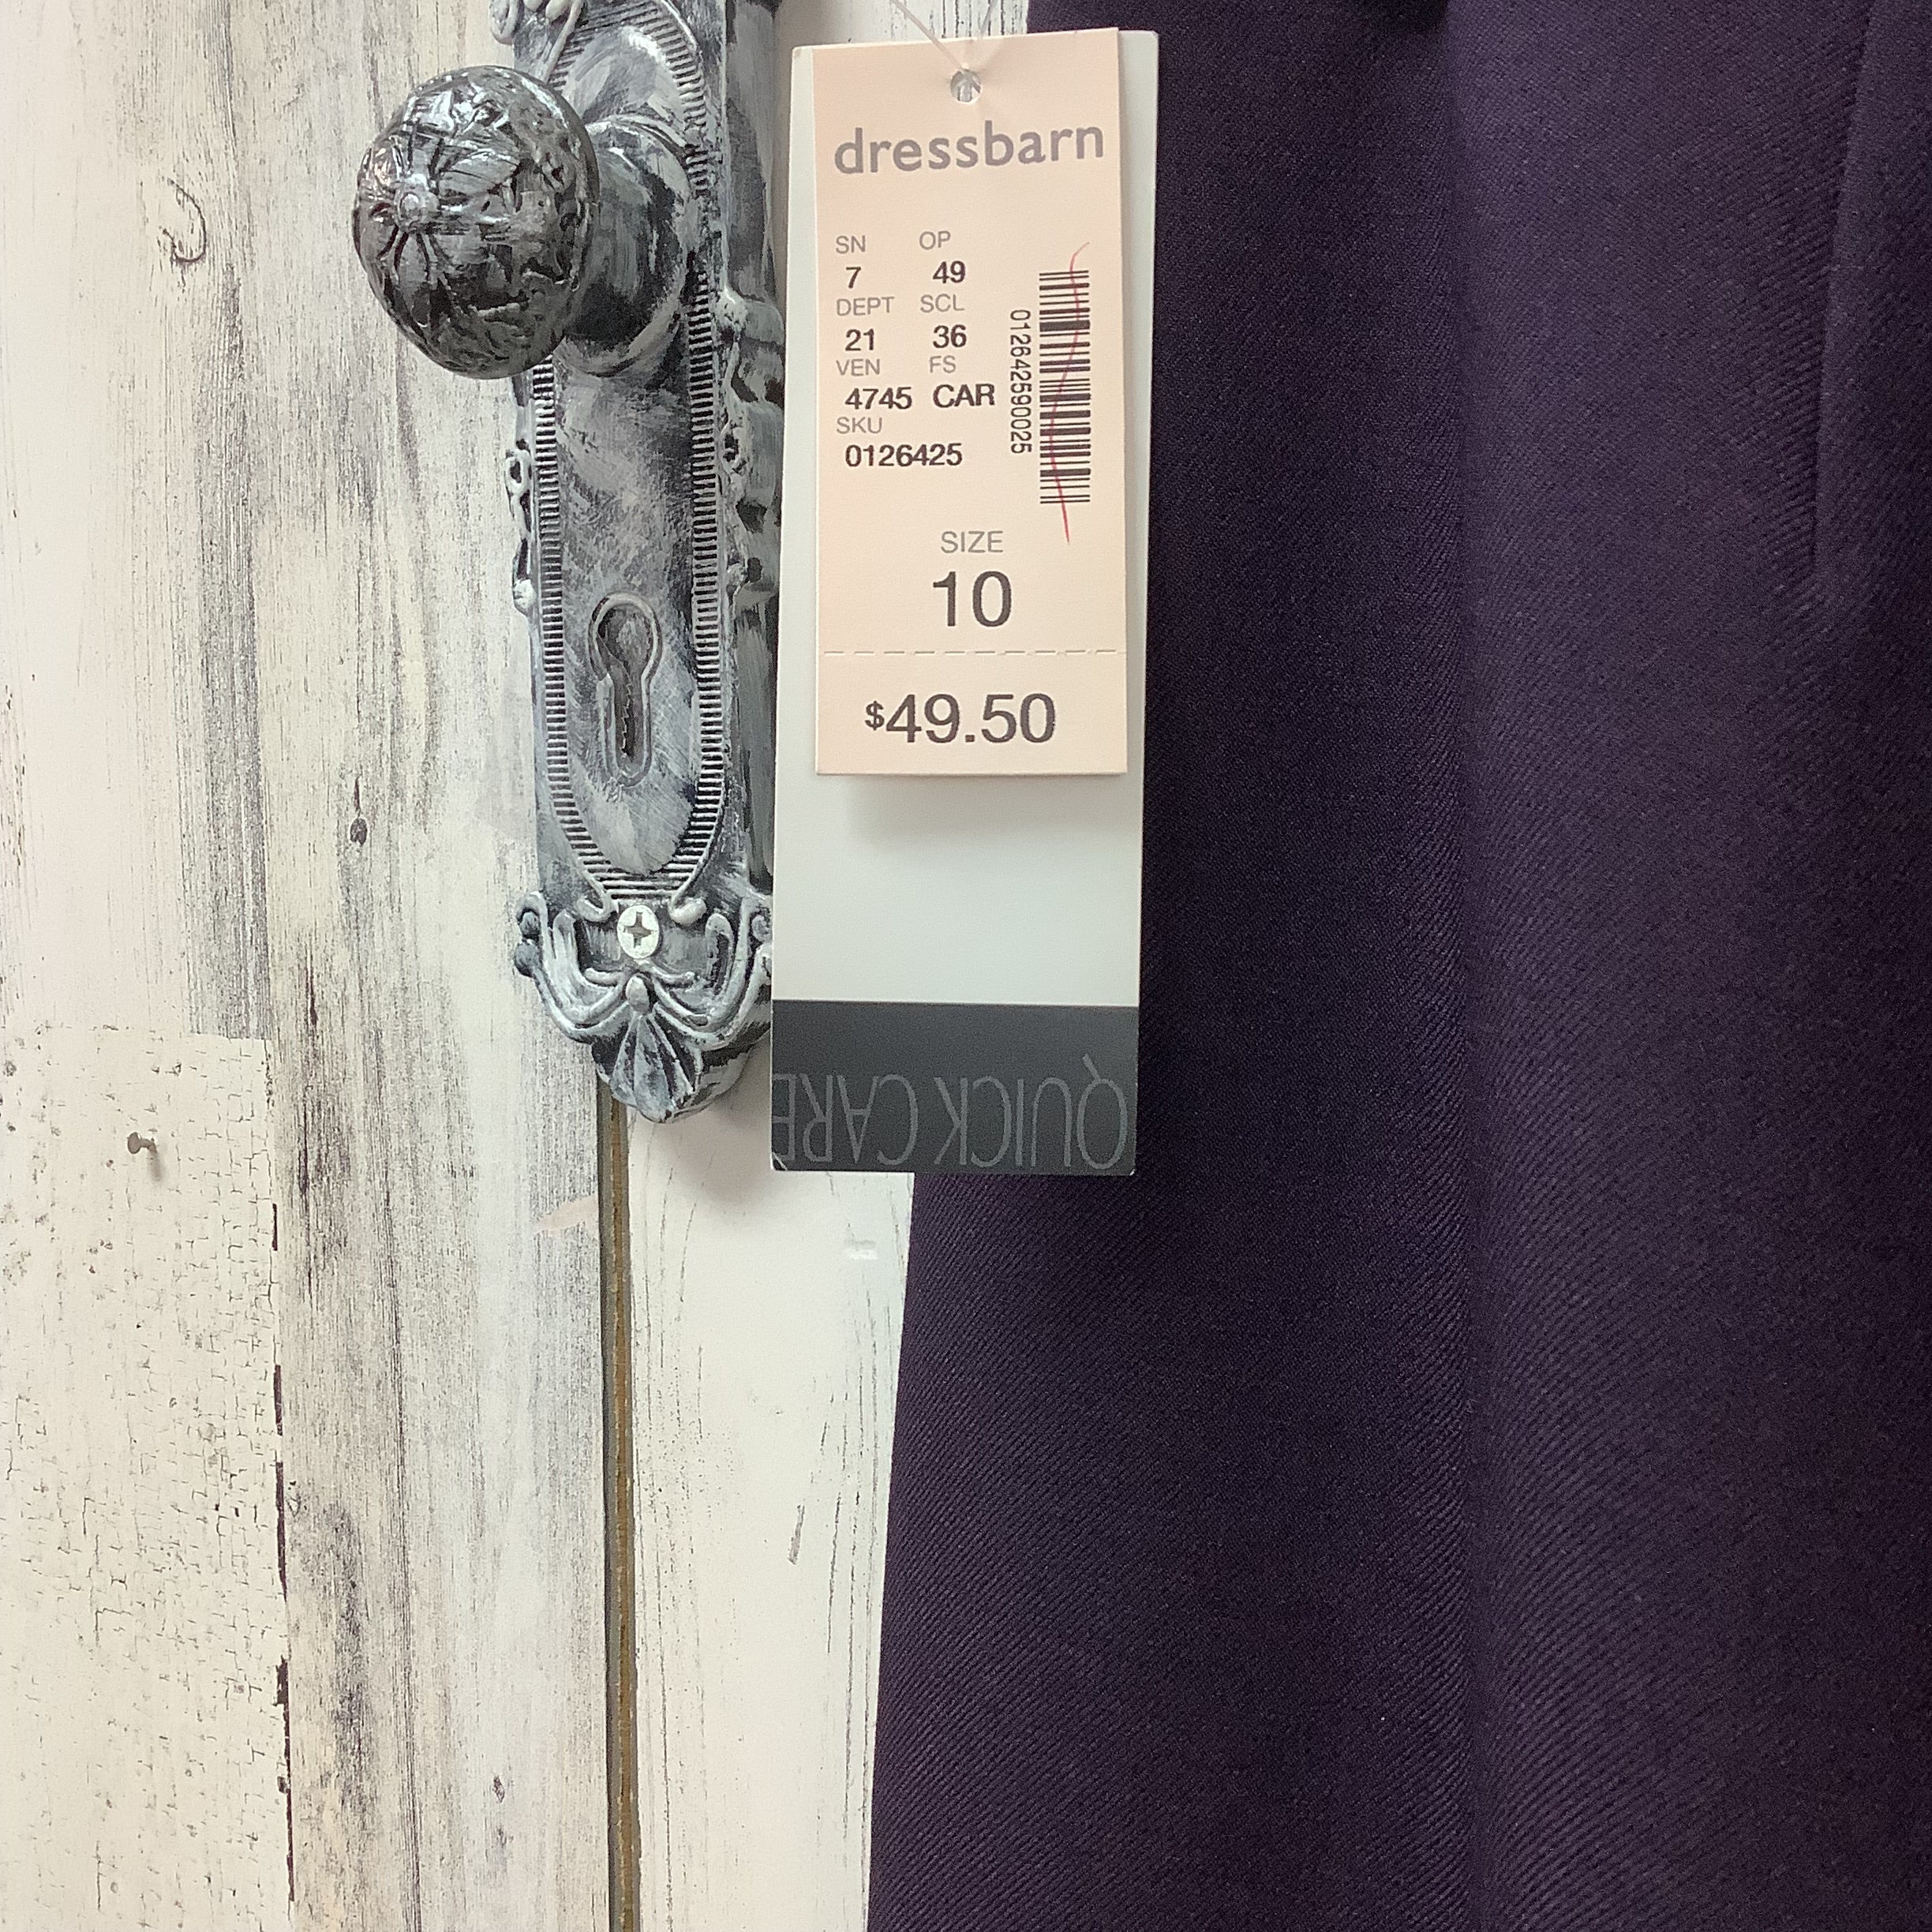 dressbarn
SN OP
7 49
DEPT SCL
21 36
VEN FS
4745 CAR
SKU
0126425
012642590025
SIZE
10
$49.50
QUICK CARE